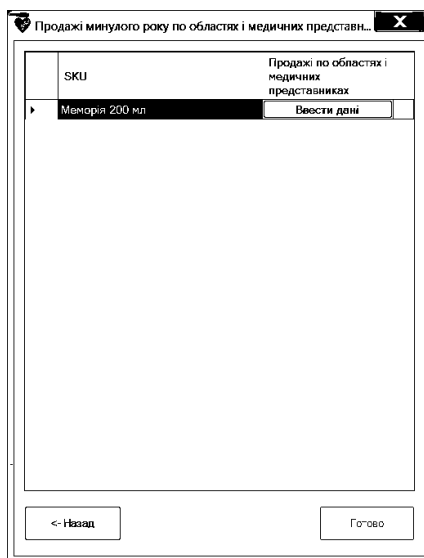 Продажі минулого року по областях і медичних представн...
X
SKU
Продажі по областях і
медичних
представниках
Меморія 200 мл
Ввести дані
<- Назад
Готово